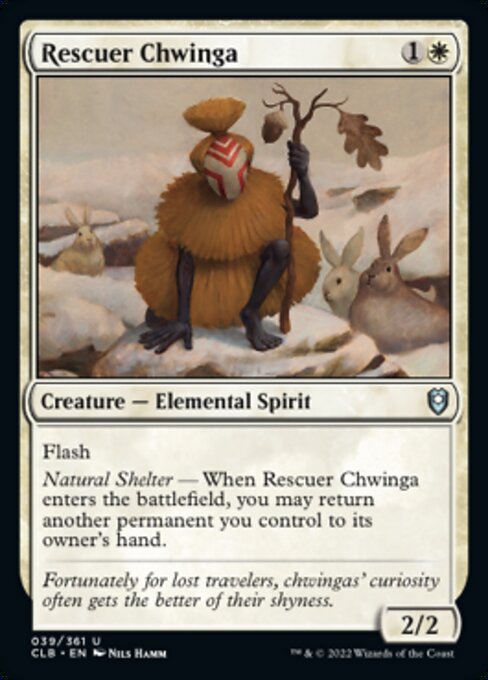 Rescuer Chwinga
1
Creature — Elemental Spirit
Flash
Natural Shelter — When Rescuer Chwinga
enters the battlefield, you may return
another permanent you control to its
owner's hand.
Fortunately for lost travelers, chwingas' curiosity
often gets the better of their shyness.
2/2
039/361 U
CLB • EN Nils Hamm
™ & © 2022 Wizards of the Coast